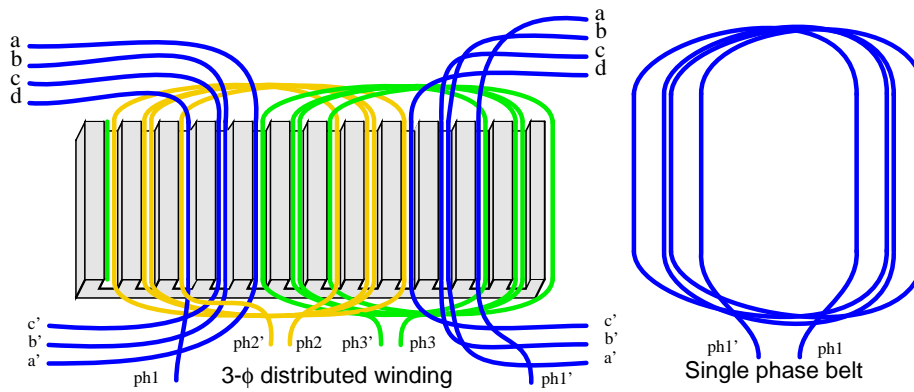 a
b
c
d
a
b
c
d
c'
b'
a'
ph1
ph2' ph2 ph3' ph3
c'
b'
a'
ph1'
3-ϕ distributed winding
ph1' ph1
Single phase belt